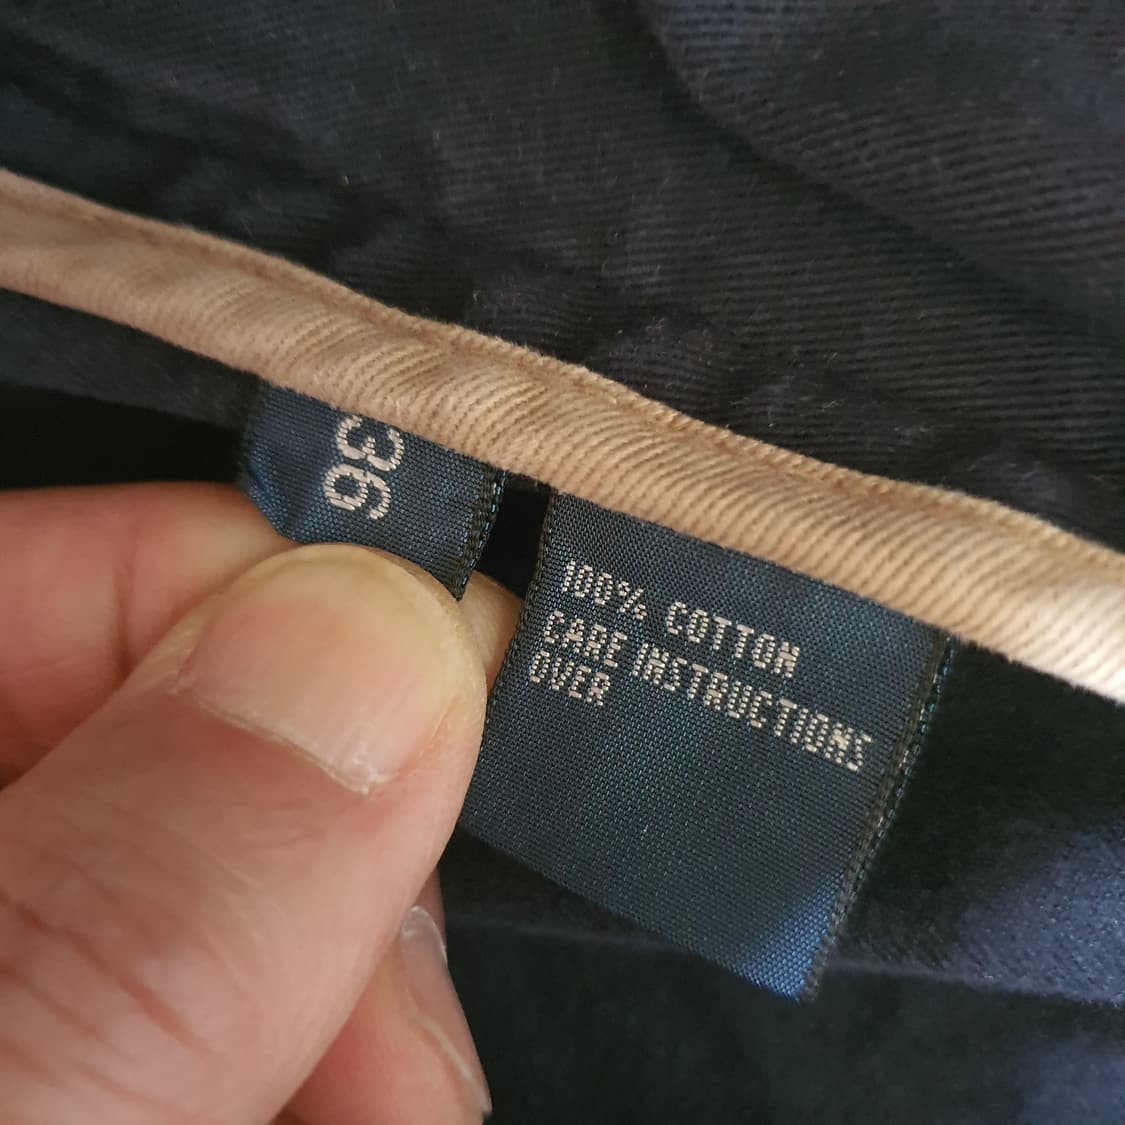 36
100% COTTON
CARE INSTRUCTIONS
OVER